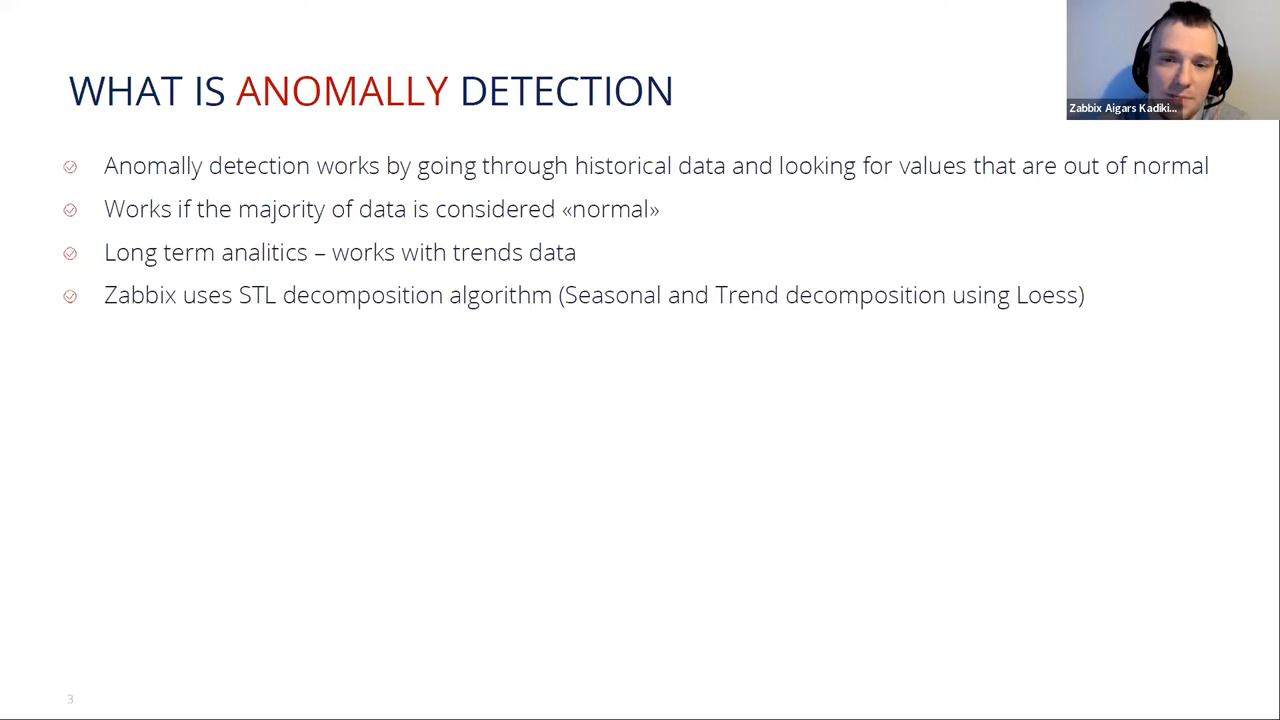 WHAT IS ANOMALLY DETECTION
Zabbix Aigars Kadiki...
Anomally detection works by going through historical data and looking for values that are out of normal
Works if the majority of data is considered «normal»
Long term analitics – works with trends data
Zabbix uses STL decomposition algorithm (Seasonal and Trend decomposition using Loess)
3